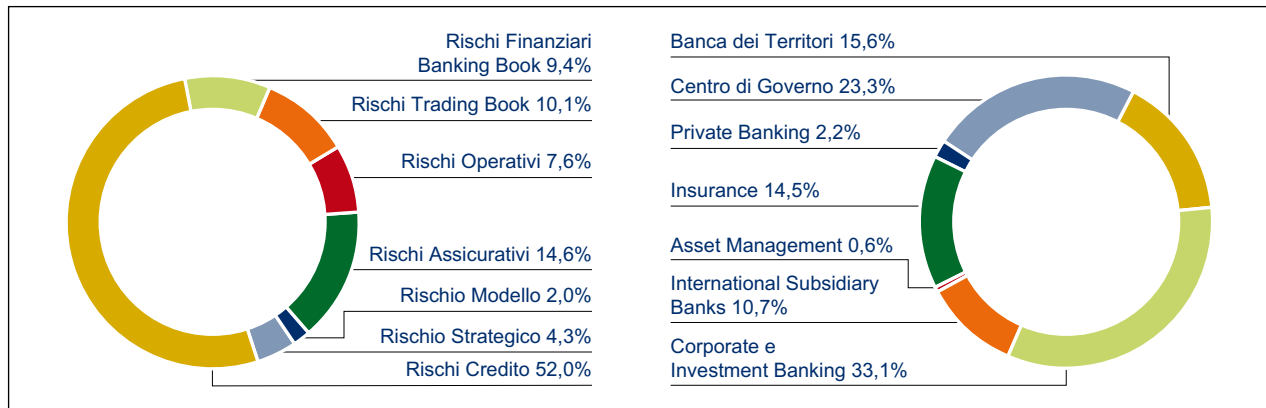 Rischi Finanziari
Banking Book 9,4%
Rischi Trading Book 10,1%
Rischi Operativi 7,6%
Rischi Assicurativi 14,6%
Rischio Modello 2,0%
Rischio Strategico 4,3%
Rischi Credito 52,0%
Banca dei Territori 15,6%
Centro di Governo 23,3%
Private Banking 2,2%
Insurance 14,5%
Asset Management 0,6%
International Subsidiary
Banks 10,7%
Corporate e
Investment Banking 33,1%